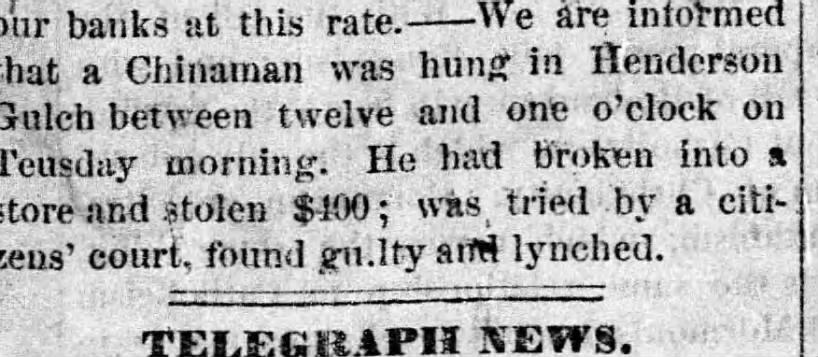 our banks at this rate.——We are informed
that a Chinaman was hung in Henderson
Gulch between twelve and one o'clock on
Teusday morning. He had broken into a
store and stolen $400; was tried by a citi-
zens' court, found gu.lty and lynched.
TELEGRAPH NEWS.